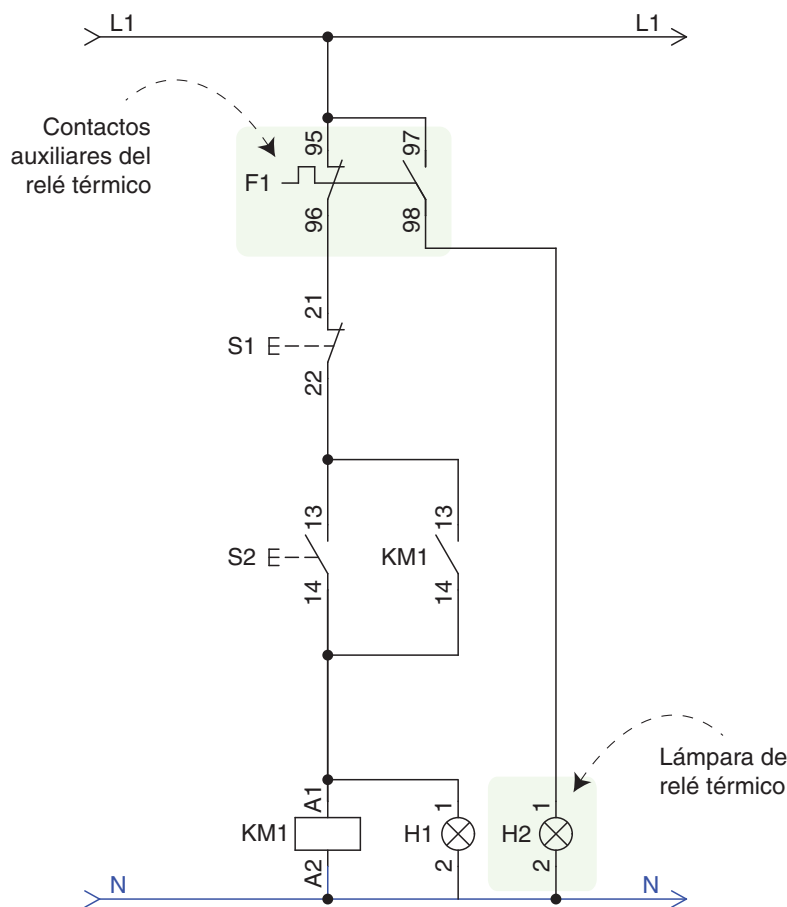 L1
L1
Contactos
auxiliares del
relé térmico
95
97
F1
96
98
21
S1
22
13
13
S2
KM1
14
14
Lámpara de
relé térmico
A1
1
1
KM1
H1
H2
A2
2
2
N
N